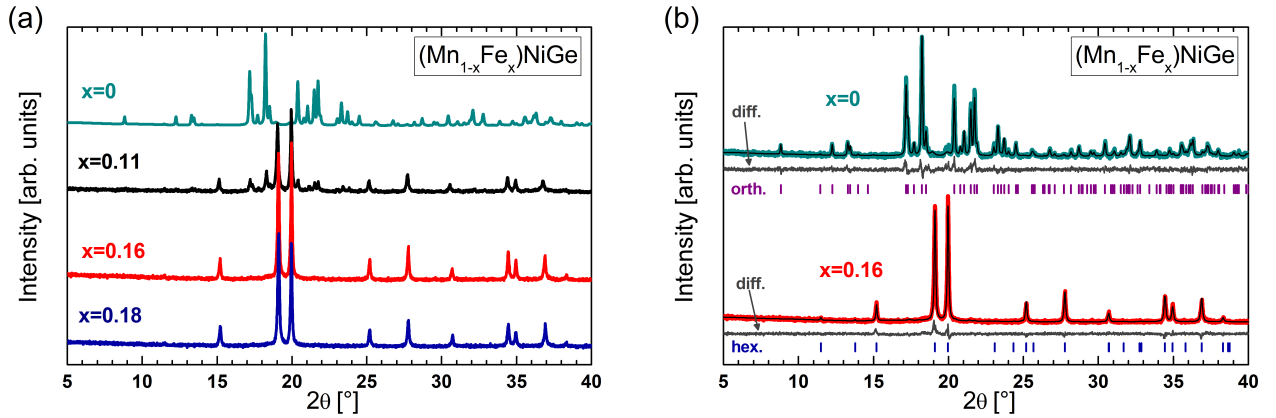 (a)
(Mn1-xFex)NiGe
x=0
x=0.11
x=0.16
x=0.18
Intensity [arb. units]
5 10 15 20 25 30 35 40
2θ [°]
(b)
(Mn1-xFex)NiGe
x=0
diff.
orth.
x=0.16
diff.
hex.
Intensity [arb. units]
5 10 15 20 25 30 35 40
2θ [°]